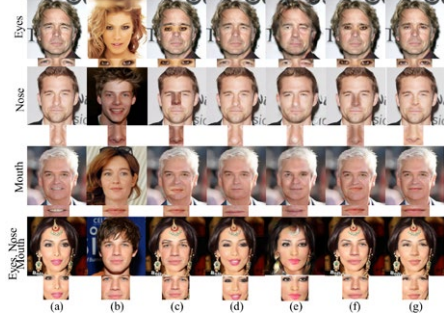 Eyes
Nose
Mouth
Eyes, Nose
Mouth
(a) (b) (c) (d) (e) (f) (g)